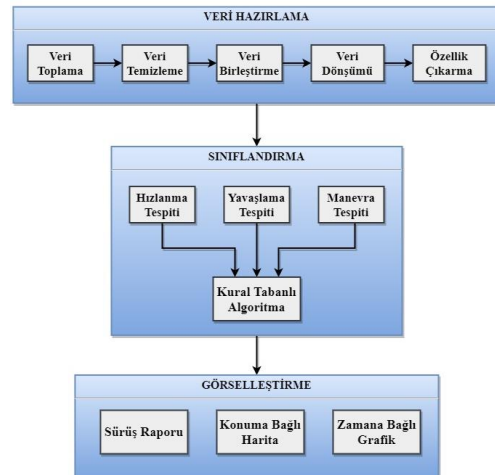 VERİ HAZIRLAMA
Veri
Toplama
Veri
Temizleme
Veri
Birleştirme
Veri
Dönşümü
Özellik
Çıkarma
SINIFLANDIRMA
Hızlanma
Tespiti
Yavaşlama
Tespiti
Manevra
Tespiti
Kural Tabanlı
Algoritma
GÖRSELLEŞTİRME
Sürüş Raporu
Konuma Bağlı
Harita
Zamana Bağlı
Grafik